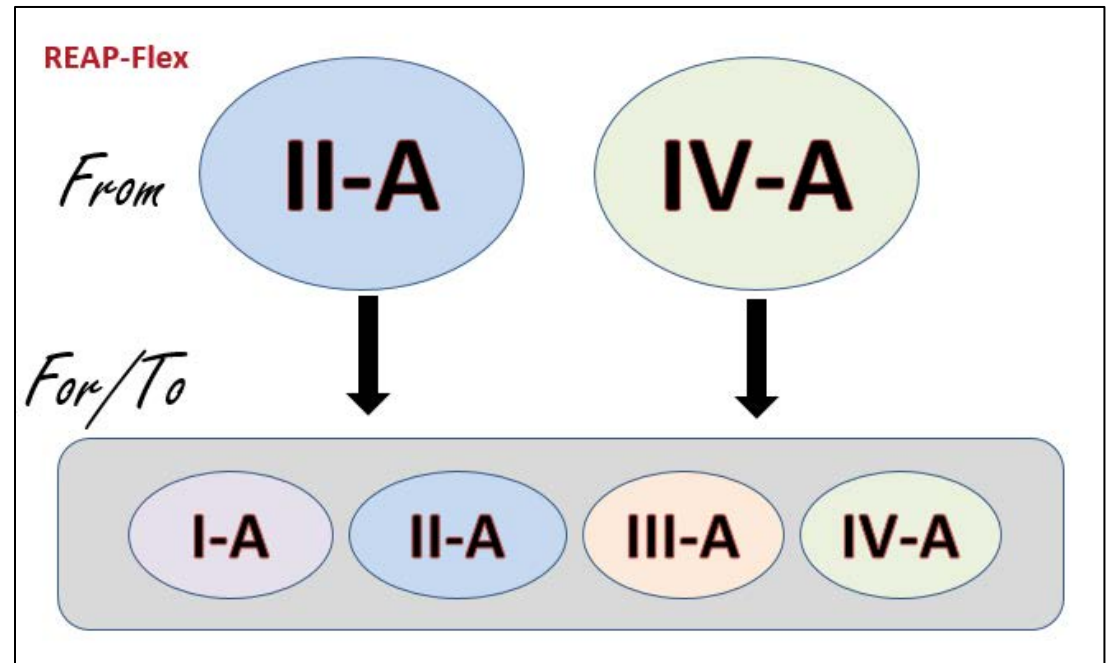 REAP-Flex
From
II-A
IV-A
For/To
I-A
II-A
III-A
IV-A